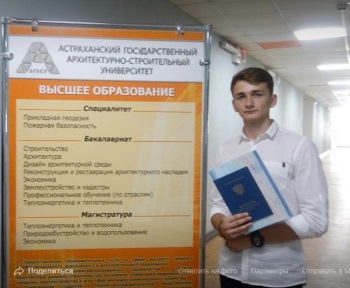 АГАСУ
АСТРАХАНСКИЙ ГОСУДАРСТВЕННЫЙ
АРХИТЕКТУРНО-СТРОИТЕЛЬНЫЙ
УНИВЕРСИТЕТ
ВЫСШЕЕ ОБРАЗОВАНИЕ
Специалитет
Прикладная геодезия
Пожарная безопасность
Бакалавриат
Строительство
Архитектура
Дизайн архитектурной среды
Реконструкция и реставрация архитектурного наследия
Экономика
Землеустройство и кадастры
Профессиональное обучение (по отраслям)
Теплоэнергетика и теплотехника
Магистратура
Теплоэнергетика и теплотехника
Природообустройство и водопользование
Экономика
Поделиться
Отметить на фото
Параметры
Отправить в М